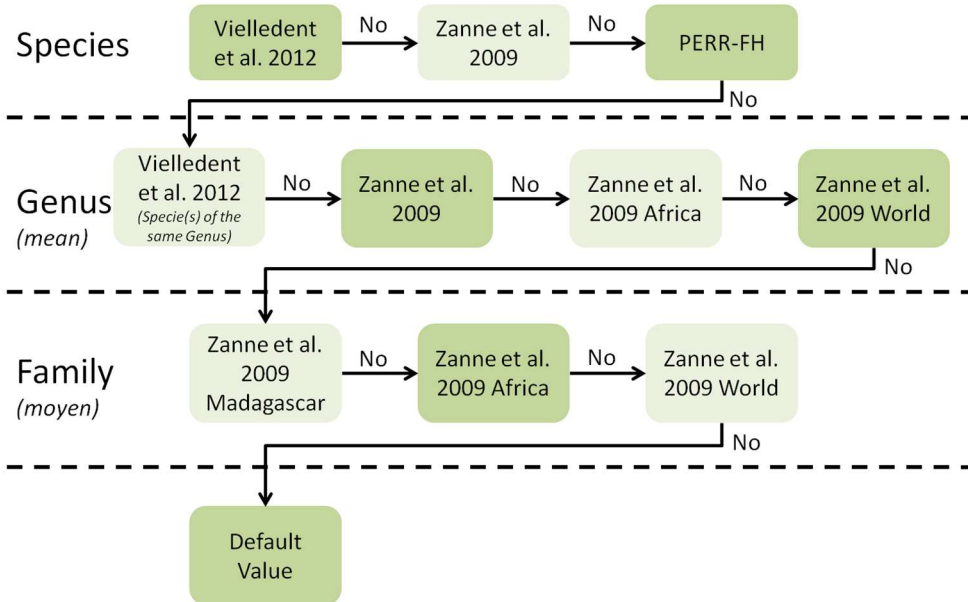 Species
Vielledent
et al. 2012
No
Zanne et al.
2009
No
PERR-FH
No
Genus
(mean)
Vielledent
et al. 2012
(Specie(s) of the
same Genus)
No
Zanne et al.
2009
No
Zanne et al.
2009 Africa
No
Zanne et al.
2009 World
No
Family
(moyen)
Zanne et al.
2009
Madagascar
No
Zanne et al.
2009 Africa
No
Zanne et al.
2009 World
No
Default
Value